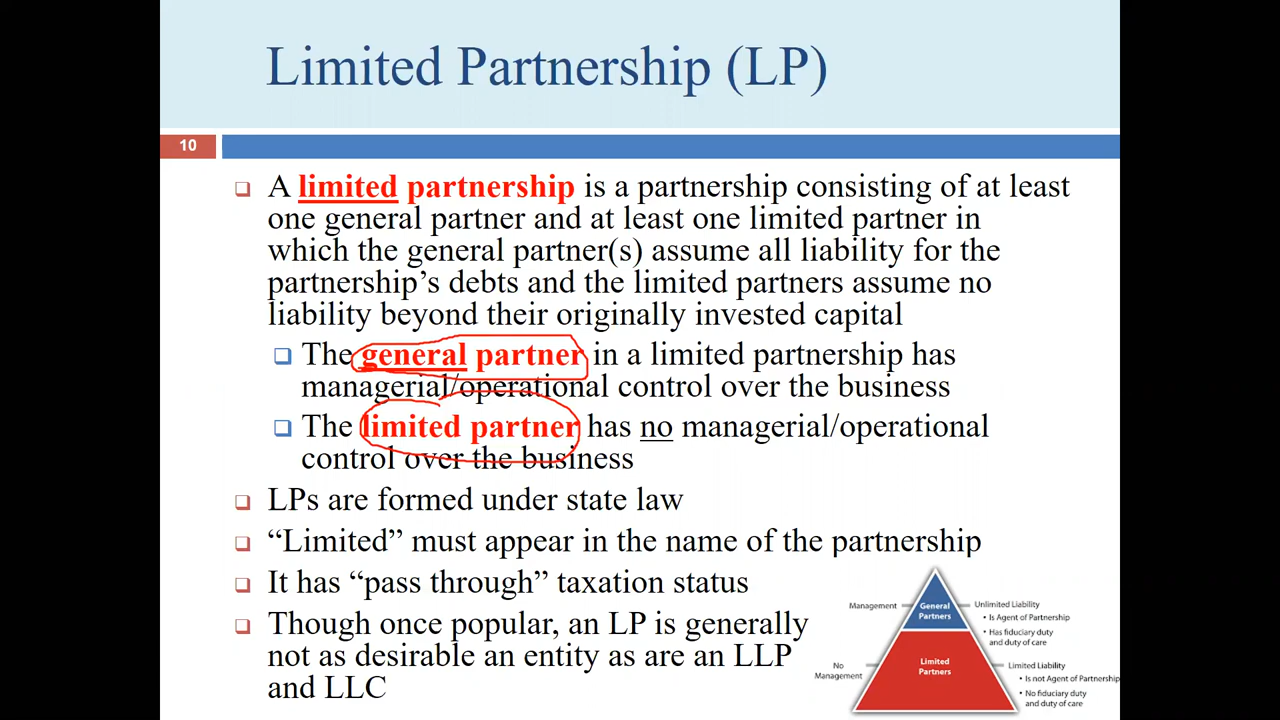 Limited Partnership (LP)
10
A limited partnership is a partnership consisting of at least
one general partner and at least one limited partner in
which the general partner(s) assume all liability for the
partnership’s debts and the limited partners assume no
liability beyond their originally invested capital
The general partner in a limited partnership has
managerial/operational control over the business
The limited partner has no managerial/operational
control over the business
LPs are formed under state law
“Limited” must appear in the name of the partnership
It has “pass through” taxation status
Though once popular, an LP is generally
not as desirable an entity as are an LLP
and LLC
Management
General
Partners
Unlimited Liability
• Is Agent of Partnership
• Has fiduciary duty
and duty of care
No
Management
Limited
Partners
Limited Liability
• Is not Agent of Partnership
• No fiduciary duty
and duty of care